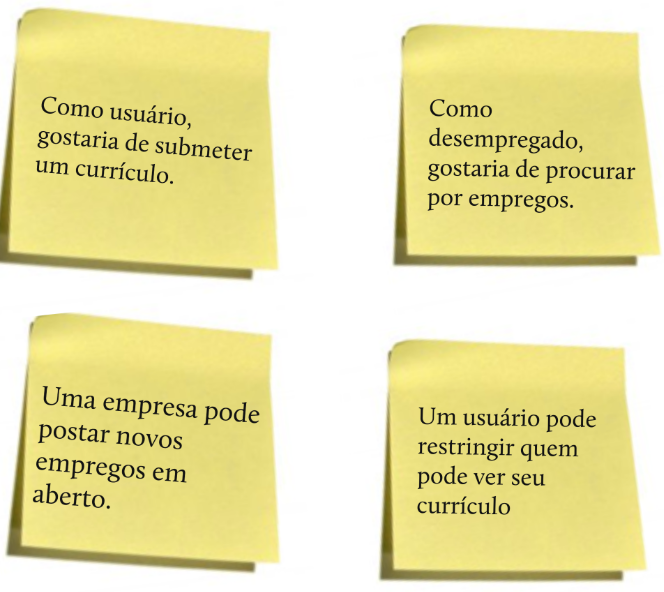 Como usuário,
gostaria de submeter
um currículo.
Como
desempregado,
gostaria de procurar
por empregos.
Uma empresa pode
postar novos
empregos em
aberto.
Um usuário pode
restringir quem
pode ver seu
currículo